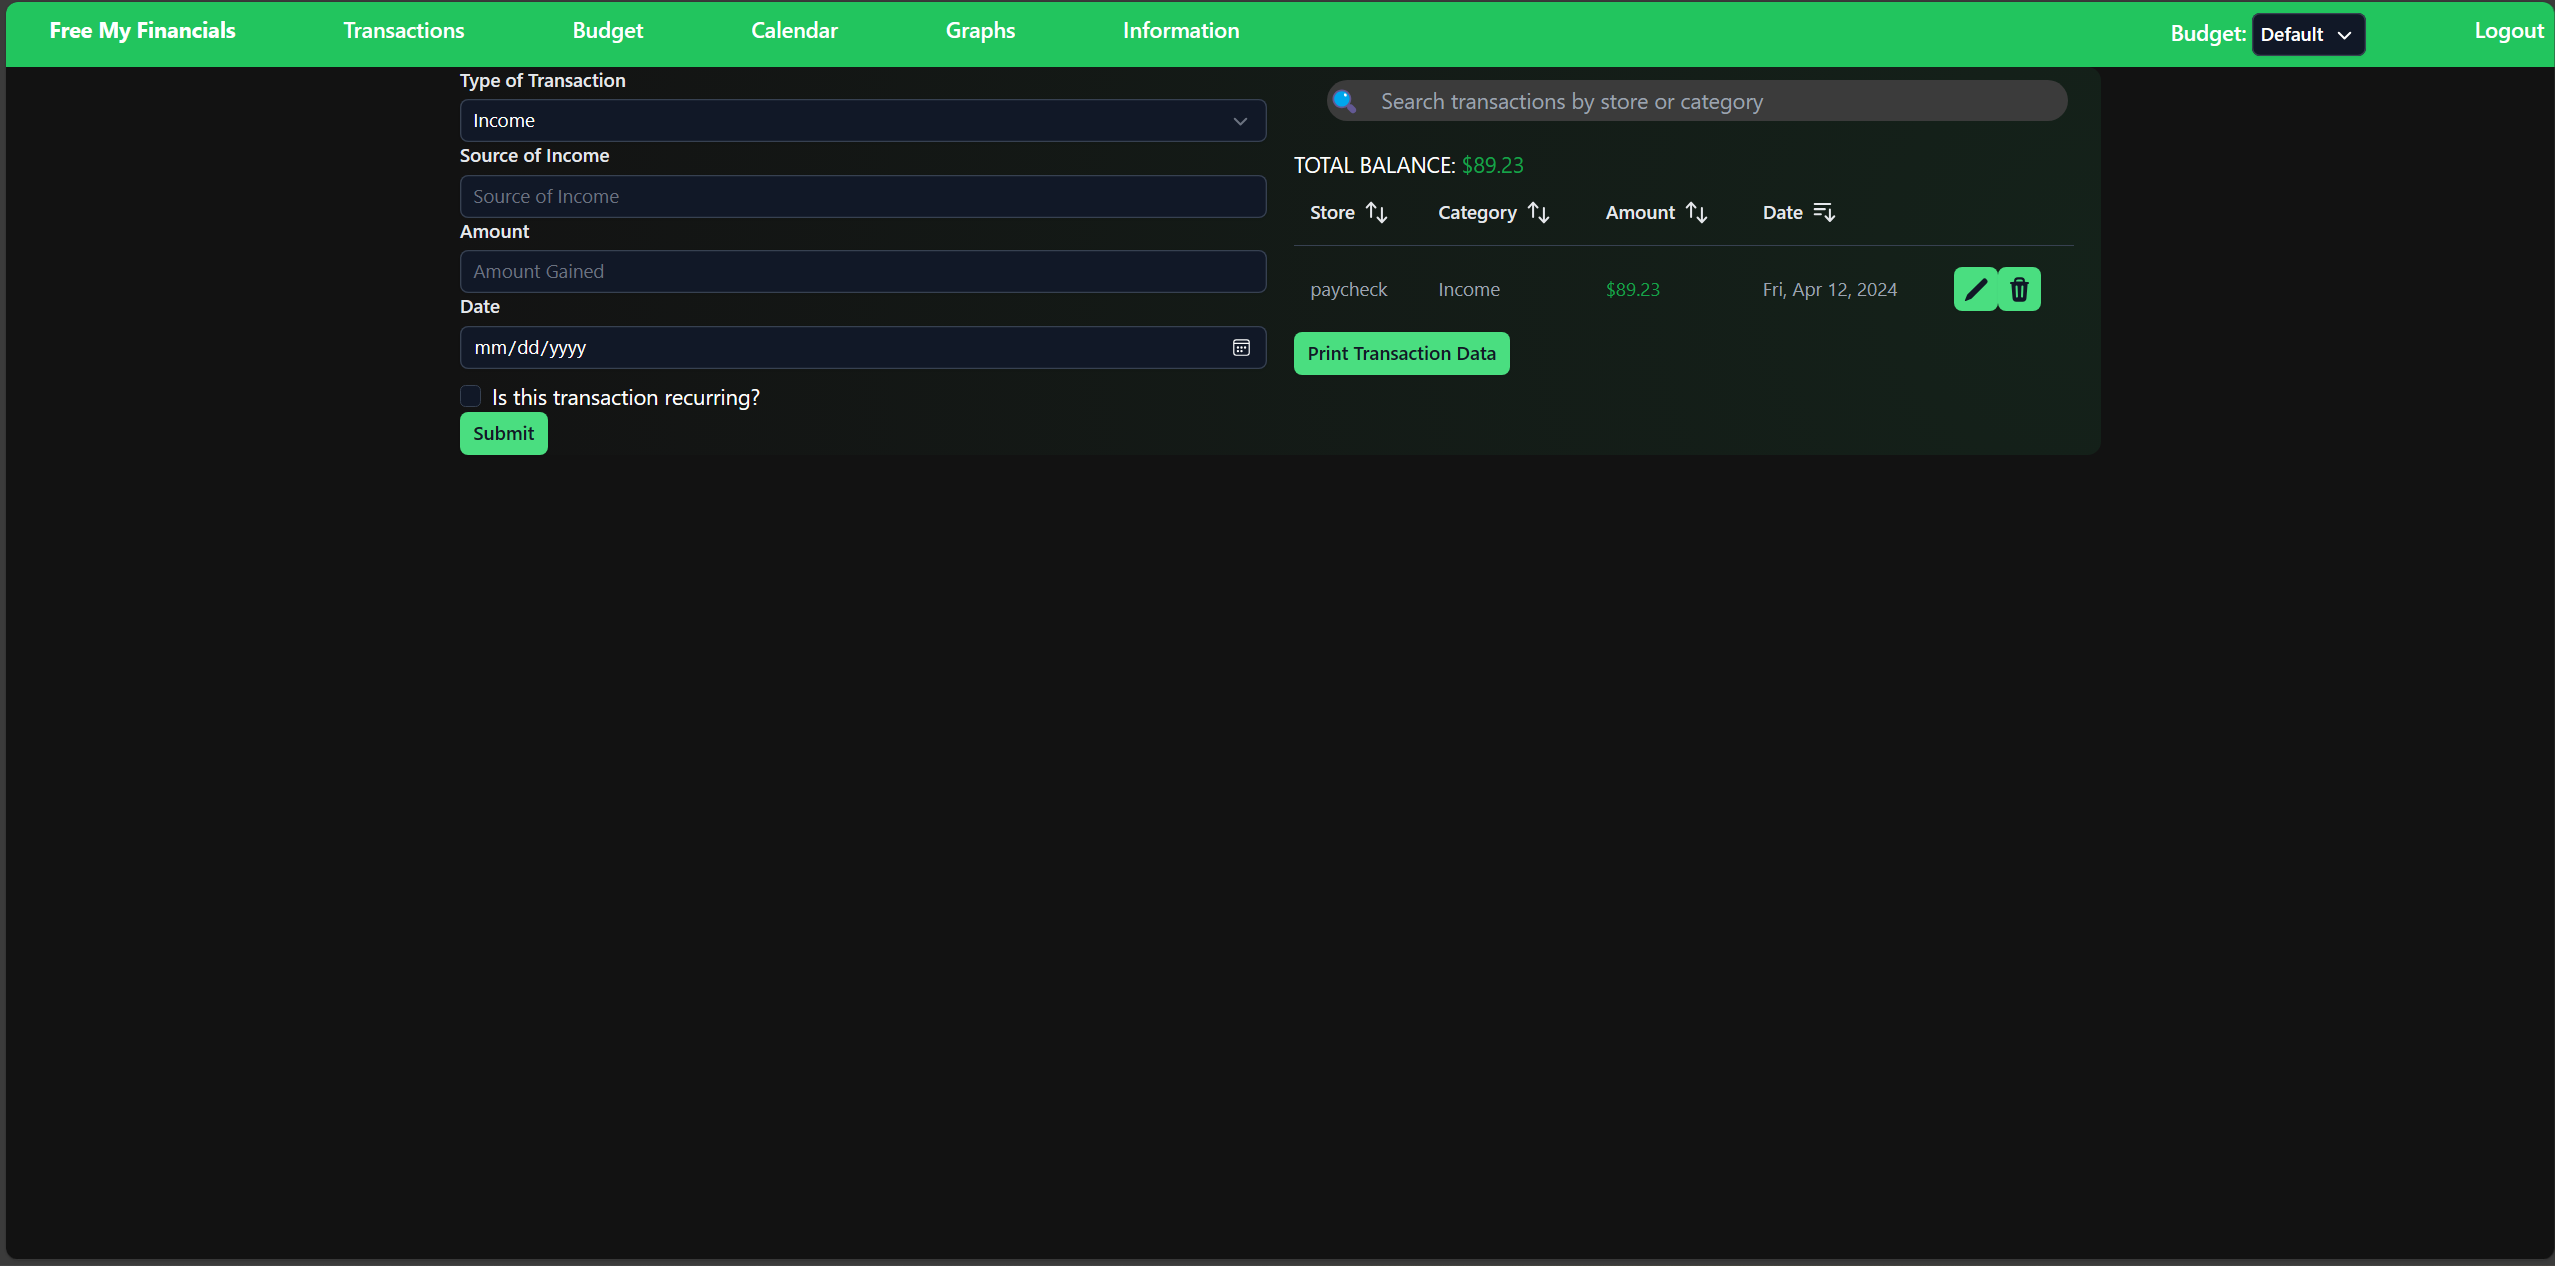 Free My Financials Transactions Budget Calendar Graphs Information Budget: Default Logout
Type of Transaction
Income
Source of Income
Source of Income
Amount
Amount Gained
Date
mm/dd/yyyy
Is this transaction recurring?
Submit
Search transactions by store or category
TOTAL BALANCE: $89.23
Store Category Amount Date
paycheck Income $89.23 Fri, Apr 12, 2024
Print Transaction Data